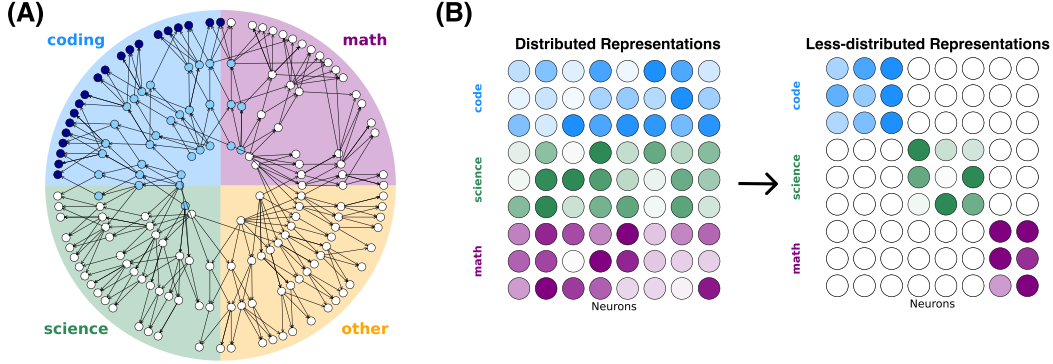 (A)
coding
math
science
other
(B)
Distributed Representations
code
science
math
Neurons
Less-distributed Representations
code
science
math
Neurons